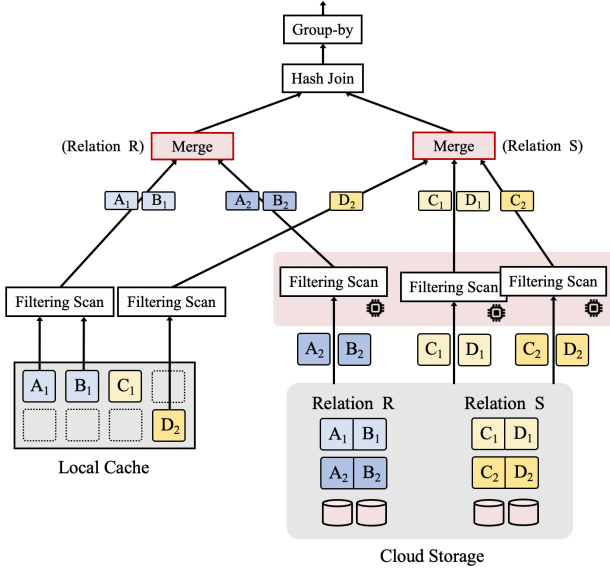 Group-by
Hash Join
(Relation R)
Merge
Merge
(Relation S)
A₁ B₁
A₂ B₂
D₂
C₁ D₁
C₂
Filtering Scan
Filtering Scan
Filtering Scan
Filtering Scan
Filtering Scan
A₂ B₂
C₁ D₁
C₂ D₂
A₁ B₁ C₁
D₂
Local Cache
Relation R
Relation S
A₁ B₁
C₁ D₁
A₂ B₂
C₂ D₂
Cloud Storage